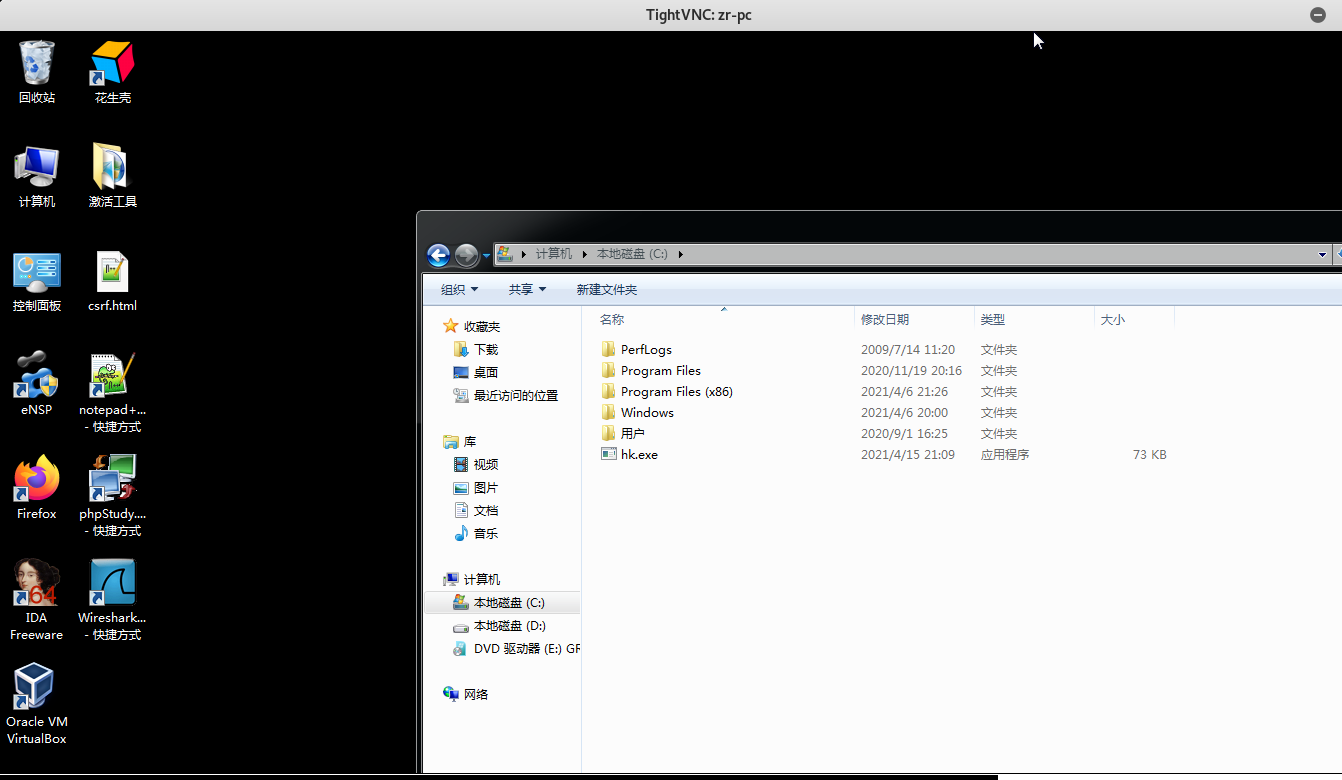 TightVNC: zr-pc
回收站
花生壳
计算机
激活工具
控制面板
csrf.html
eNSP
notepad+...
- 快捷方式
Firefox
phpStudy....
- 快捷方式
IDA
Freeware
Wireshark...
- 快捷方式
Oracle VM
VirtualBox
计算机 本地磁盘 (C:)
组织 共享 新建文件夹
收藏夹
下载
桌面
最近访问的位置
库
视频
图片
文档
音乐
计算机
本地磁盘 (C:)
本地磁盘 (D:)
DVD 驱动器 (E:) GR
网络
名称 修改日期 类型 大小
PerfLogs 2009/7/14 11:20 文件夹
Program Files 2020/11/19 20:16 文件夹
Program Files (x86) 2021/4/6 21:26 文件夹
Windows 2021/4/6 20:00 文件夹
用户 2020/9/1 16:25 文件夹
hk.exe 2021/4/15 21:09 应用程序 73 KB